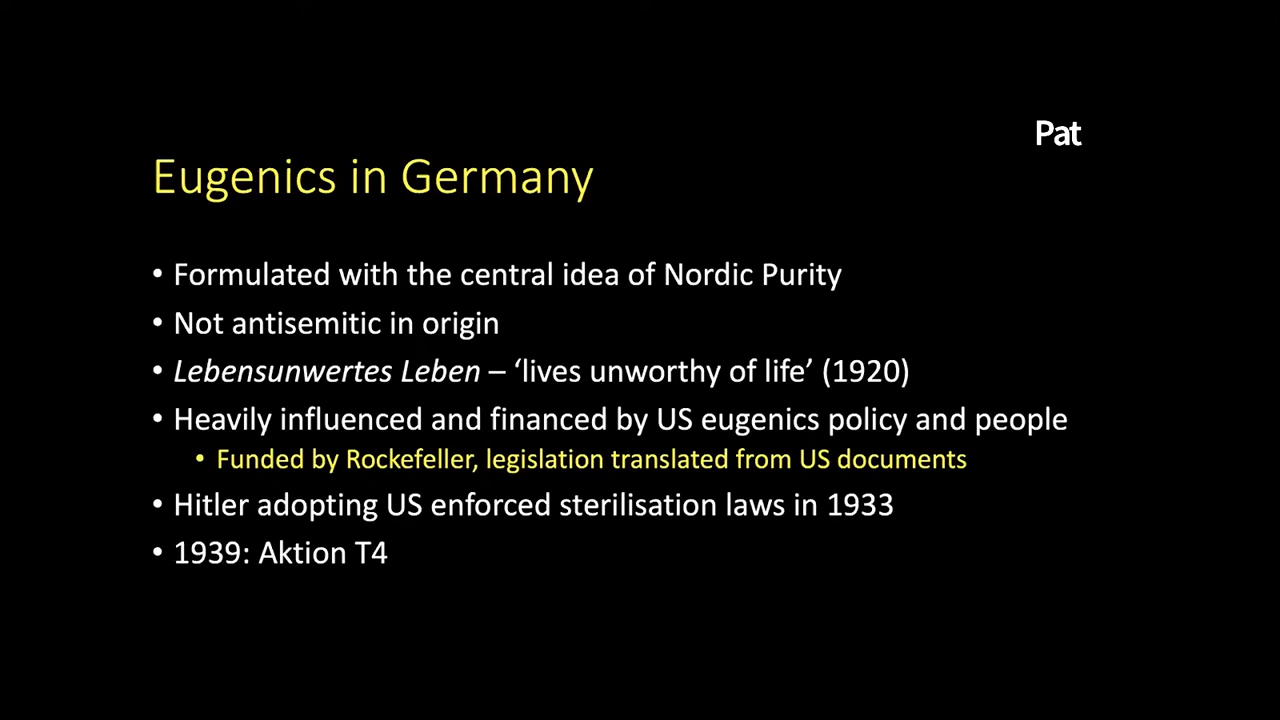 Pat
Eugenics in Germany
• Formulated with the central idea of Nordic Purity
• Not antisemitic in origin
• Lebensunwertes Leben – ‘lives unworthy of life’ (1920)
• Heavily influenced and financed by US eugenics policy and people
• Funded by Rockefeller, legislation translated from US documents
• Hitler adopting US enforced sterilisation laws in 1933
• 1939: Aktion T4